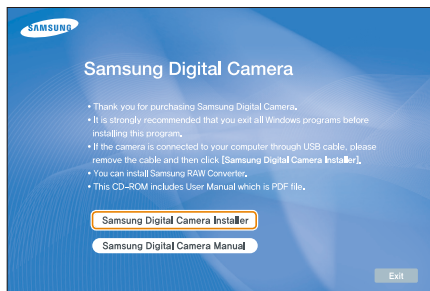 SAMSUNG
Samsung Digital Camera
• Thank you for purchasing Samsung Digital Camera.
• It is strongly recommended that you exit all Windows programs before
installing this program.
• If the camera is connected to your computer through USB cable, please
remove the cable and then click [Samsung Digital Camera Installer].
• You can install Samsung RAW Converter.
• This CD-ROM includes User Manual which is PDF file.
Samsung Digital Camera Installer
Samsung Digital Camera Manual
Exit